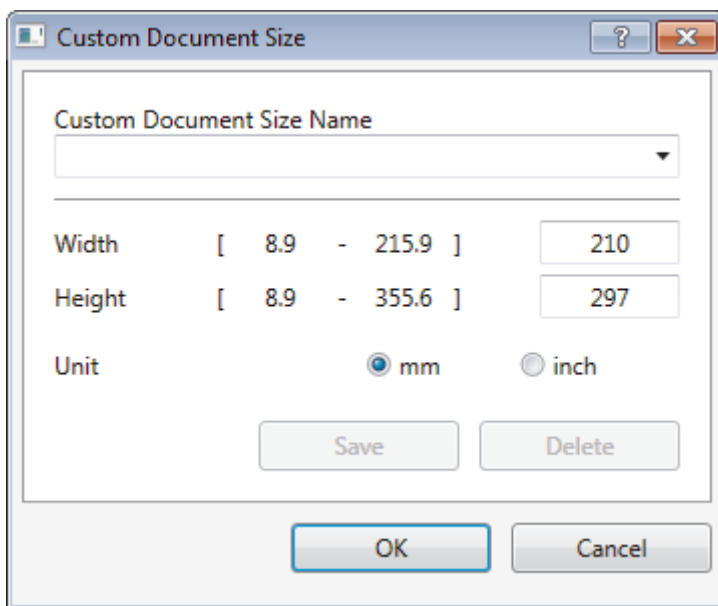 Custom Document Size
Custom Document Size Name
Width [ 8.9 - 215.9 ] 210
Height [ 8.9 - 355.6 ] 297
Unit mm inch
Save Delete
OK Cancel